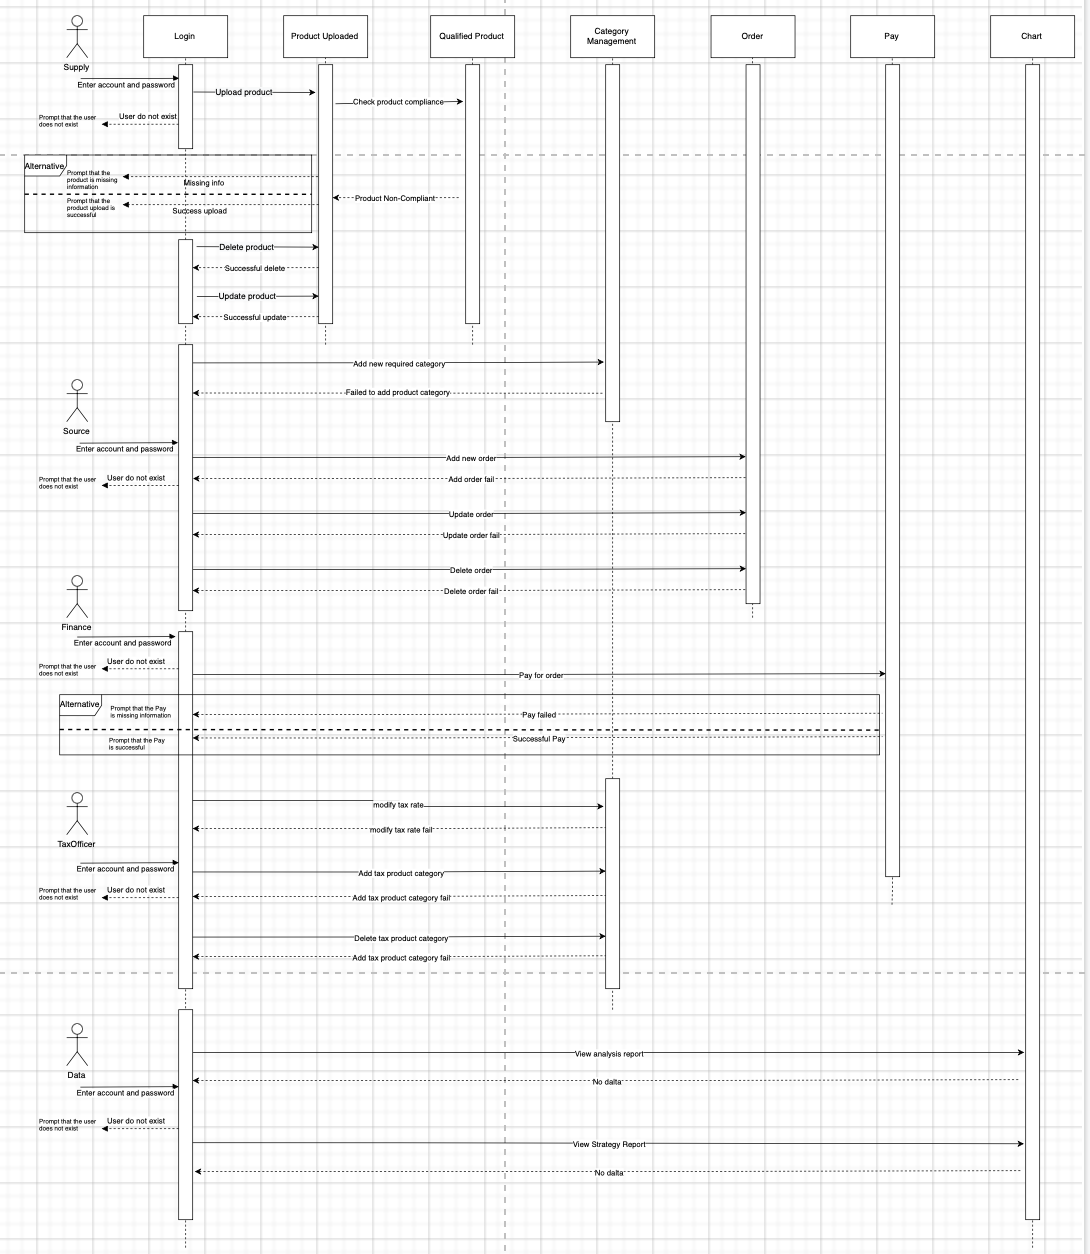 Login
Product Uploaded
Qualified Product
Category
Management
Order
Pay
Chart
Supply
Enter account and password
Upload product
Check product compliance
User do not exist
Prompt that the user
does not exist
Alternative
Prompt that the
product is missing
information
Missing info
Product Non-Compliant
Prompt that the
product upload is
successful
Success upload
Delete product
Successful delete
Update product
Successful update
Add new required category
Failed to add product category
Source
Enter account and password
Add new order
User do not exist
Prompt that the user
does not exist
Add order fail
Update order
Update order fail
Delete order
Delete order fail
Finance
Enter account and password
User do not exist
Prompt that the user
does not exist
Pay for order
Alternative
Prompt that the Pay
is missing information
Pay failed
Prompt that the Pay
is successful
Successful Pay
modify tax rate
modify tax rate fail
TaxOfficer
Enter account and password
Add tax product category
User do not exist
Prompt that the user
does not exist
Add tax product category fail
Delete tax product category
Add tax product category fail
View analysis report
Data
No dalta
Enter account and password
User do not exist
Prompt that the user
does not exist
View Strategy Report
No dalta